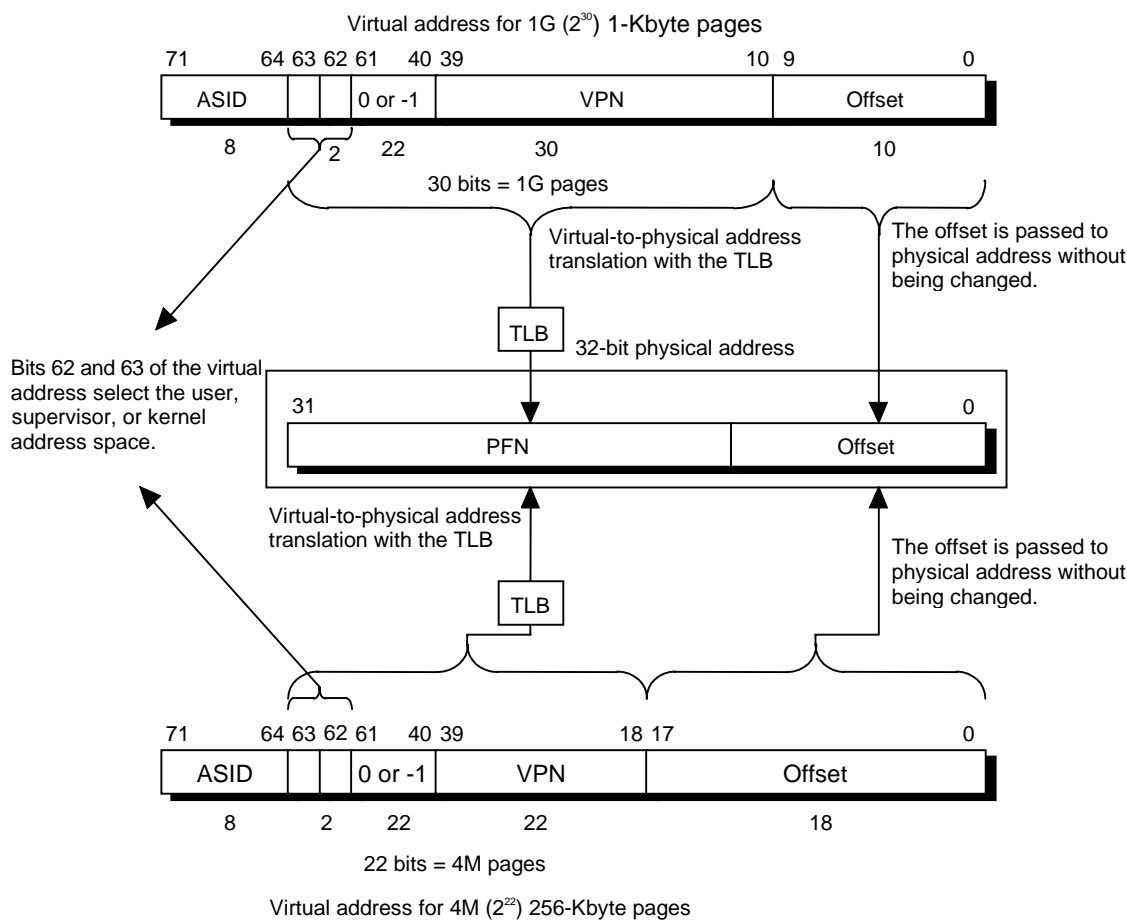 Virtual address for 1G (2³⁰) 1-Kbyte pages
71 64 63 62 61 40 39 10 9 0
ASID 0 or -1 VPN Offset
8 2 22 30 10
30 bits = 1G pages
Virtual-to-physical address
translation with the TLB
The offset is passed to
physical address without
being changed.
TLB
32-bit physical address
Bits 62 and 63 of the virtual
address select the user,
supervisor, or kernel
address space.
31 0
PFN Offset
Virtual-to-physical address
translation with the TLB
The offset is passed to
physical address without
being changed.
TLB
71 64 63 62 61 40 39 18 17 0
ASID 0 or -1 VPN Offset
8 2 22 22 18
22 bits = 4M pages
Virtual address for 4M (2²²) 256-Kbyte pages